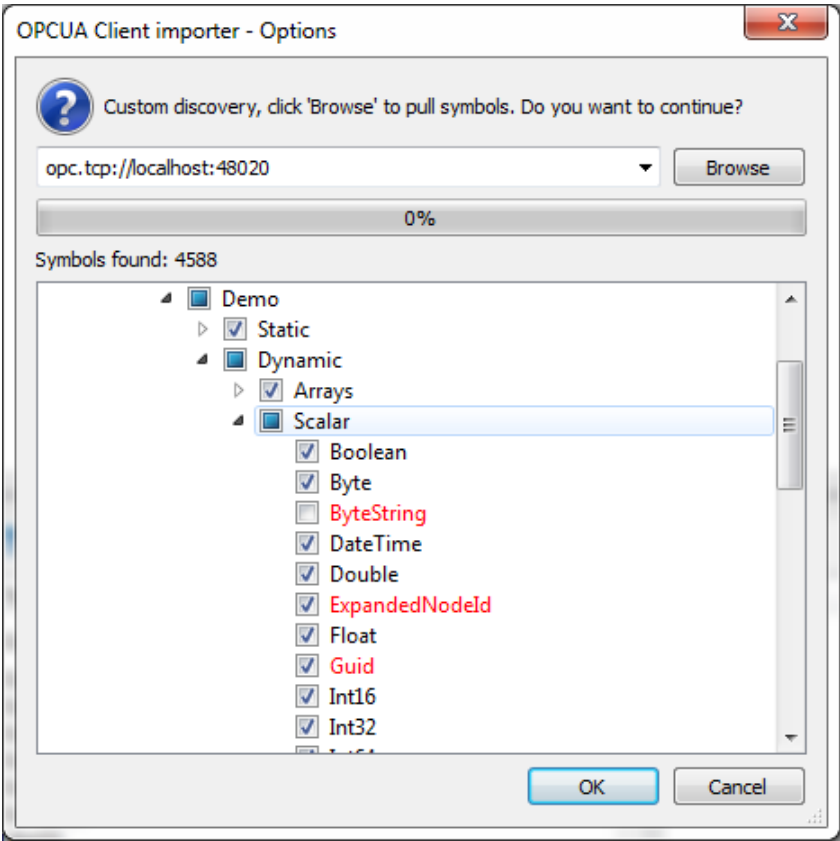 OPCUA Client importer - Options
Custom discovery, click 'Browse' to pull symbols. Do you want to continue?
opc.tcp://localhost:48020
Browse
0%
Symbols found: 4588
Demo
Static
Dynamic
Arrays
Scalar
Boolean
Byte
ByteString
DateTime
Double
ExpandedNodeId
Float
Guid
Int16
Int32
OK
Cancel